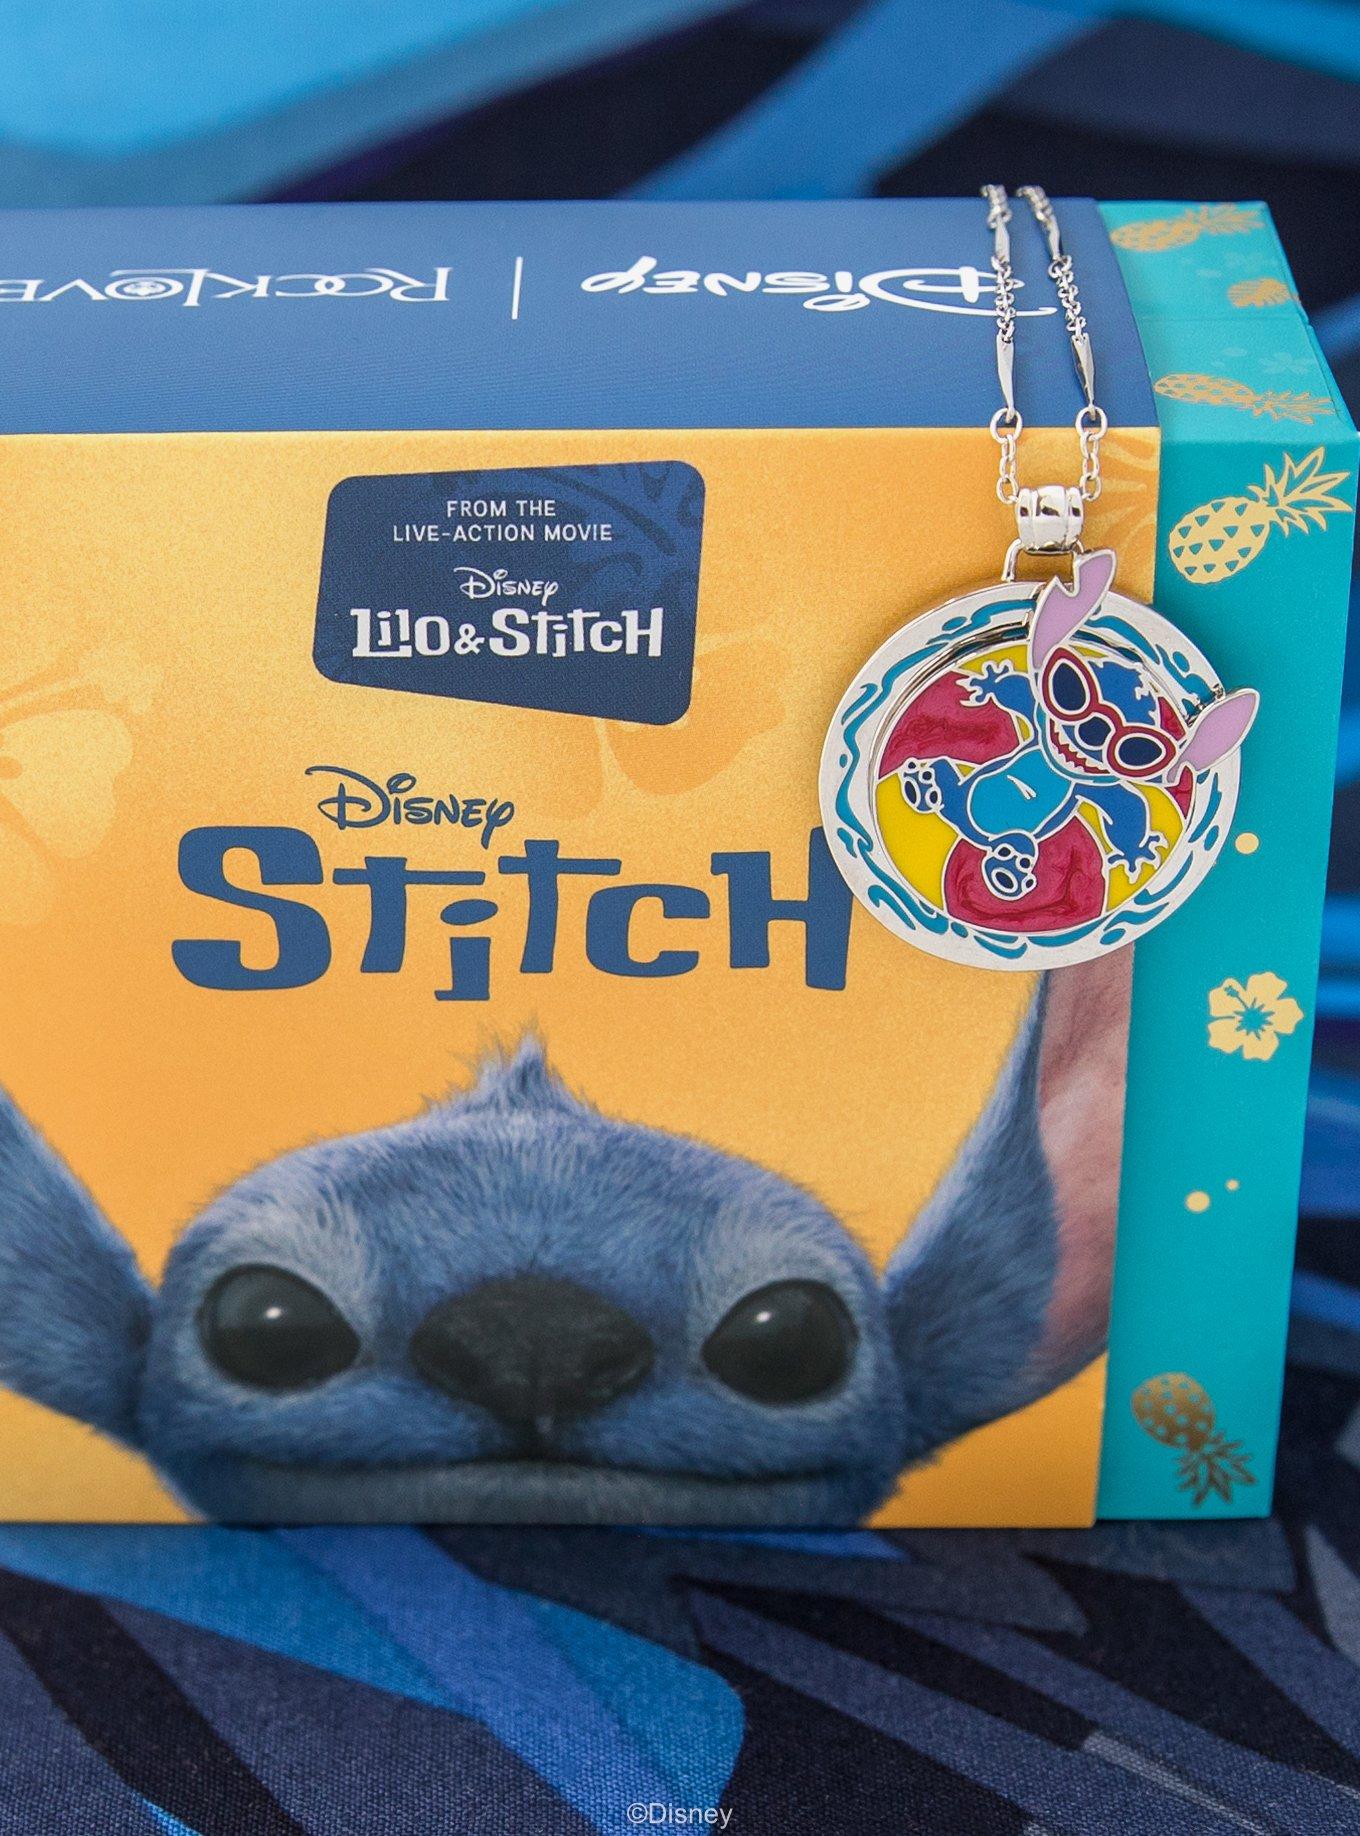 DISNEY | ROCKLOVE
FROM THE
LIVE-ACTION MOVIE
DISNEY
LILO & STITCH
DISNEY
STITCH
©Disney